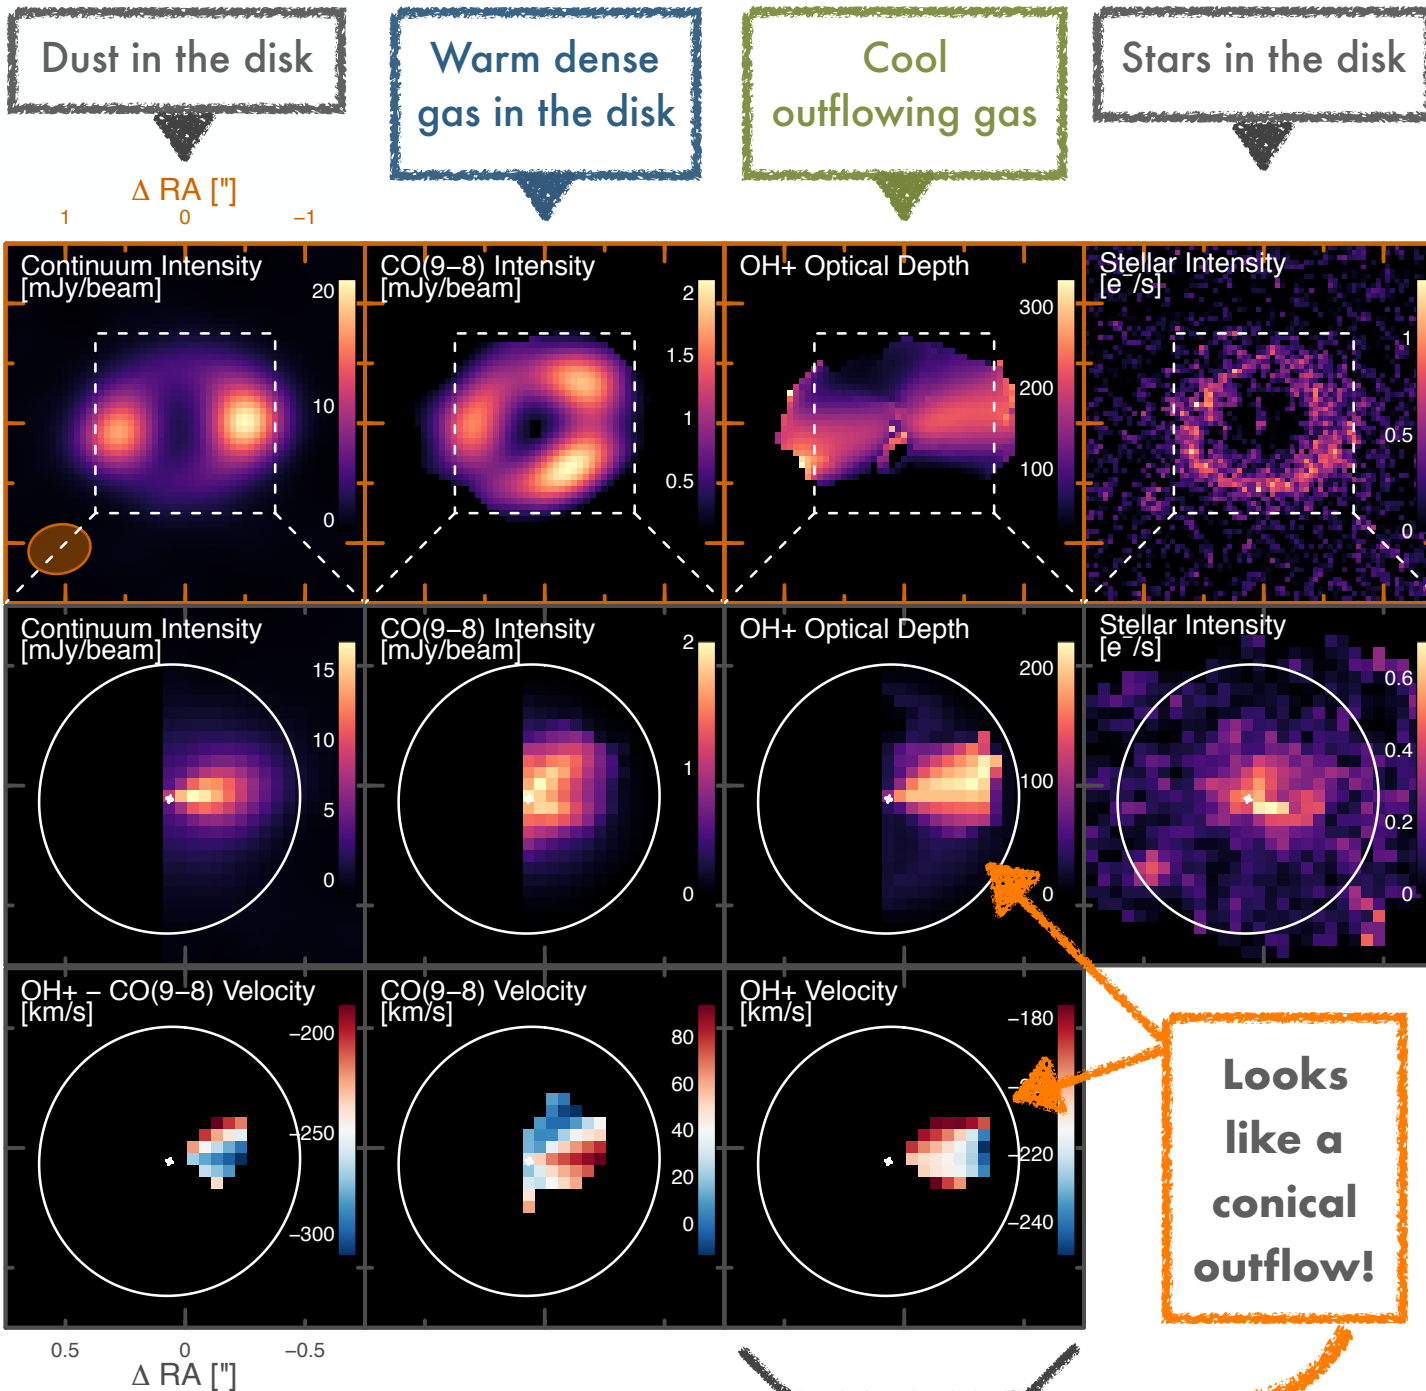 Dust in the disk
Warm dense
gas in the disk
Cool
outflowing gas
Stars in the disk
Δ RA ["]
1 0 −1
Continuum Intensity
[mJy/beam]
20
10
0
CO(9−8) Intensity
[mJy/beam]
2
1.5
1
0.5
OH+ Optical Depth
300
200
100
Stellar Intensity
[e⁻/s]
1
0.5
0
Continuum Intensity
[mJy/beam]
15
10
5
0
CO(9−8) Intensity
[mJy/beam]
2
1
0
OH+ Optical Depth
200
100
0
Stellar Intensity
[e⁻/s]
0.6
0.4
0.2
0
OH+ − CO(9−8) Velocity
[km/s]
−200
−250
−300
CO(9−8) Velocity
[km/s]
80
60
40
20
0
OH+ Velocity
[km/s]
−180
−220
−240
Looks
like a
conical
outflow!
0.5 0 −0.5
Δ RA ["]